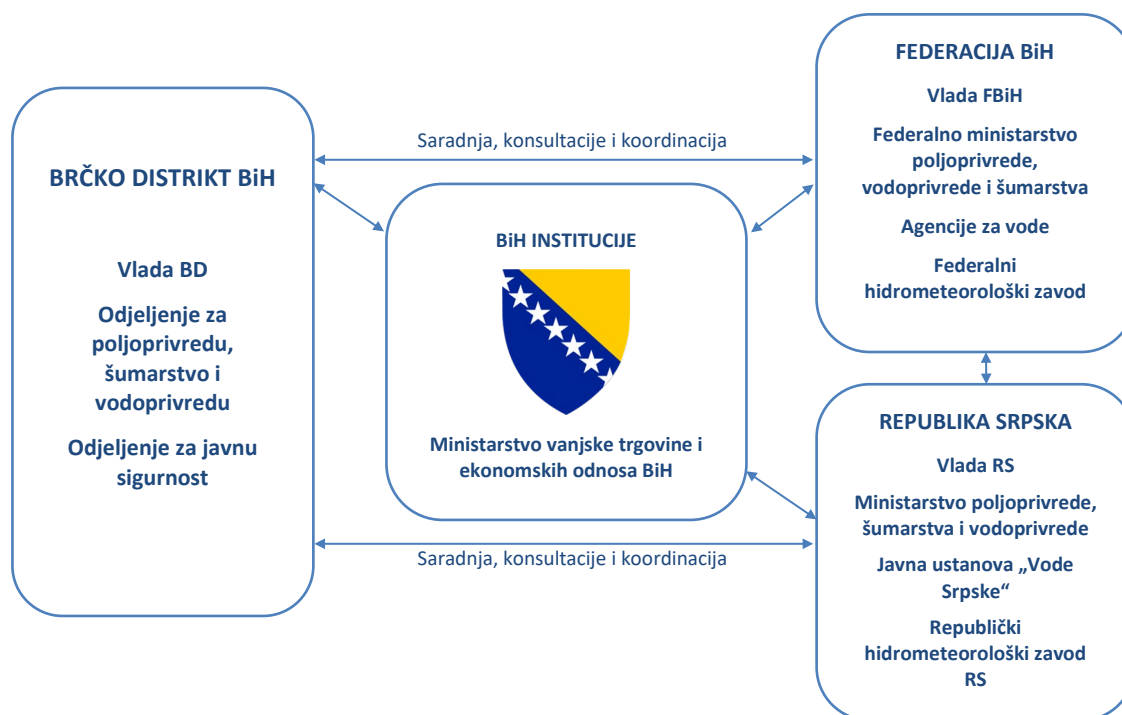 BRČKO DISTRIKT BiH
Vlada BD
Odjeljenje za
poljoprivredu,
šumarstvo i
vodoprivredu
Odjeljenje za javnu
sigurnost
Saradnja, konsultacije i koordinacija
BiH INSTITUCIJE
Ministarstvo vanjske trgovine i
ekonomskih odnosa BiH
Saradnja, konsultacije i koordinacija
FEDERACIJA BiH
Vlada FBiH
Federalno ministarstvo
poljoprivrede,
vodoprivrede i šumarstva
Agencije za vode
Federalni
hidrometeorološki zavod
REPUBLIKA SRPSKA
Vlada RS
Ministarstvo poljoprivrede,
šumarstva i vodoprivrede
Javna ustanova „Vode
Srpske“
Republički
hidrometeorološki zavod
RS